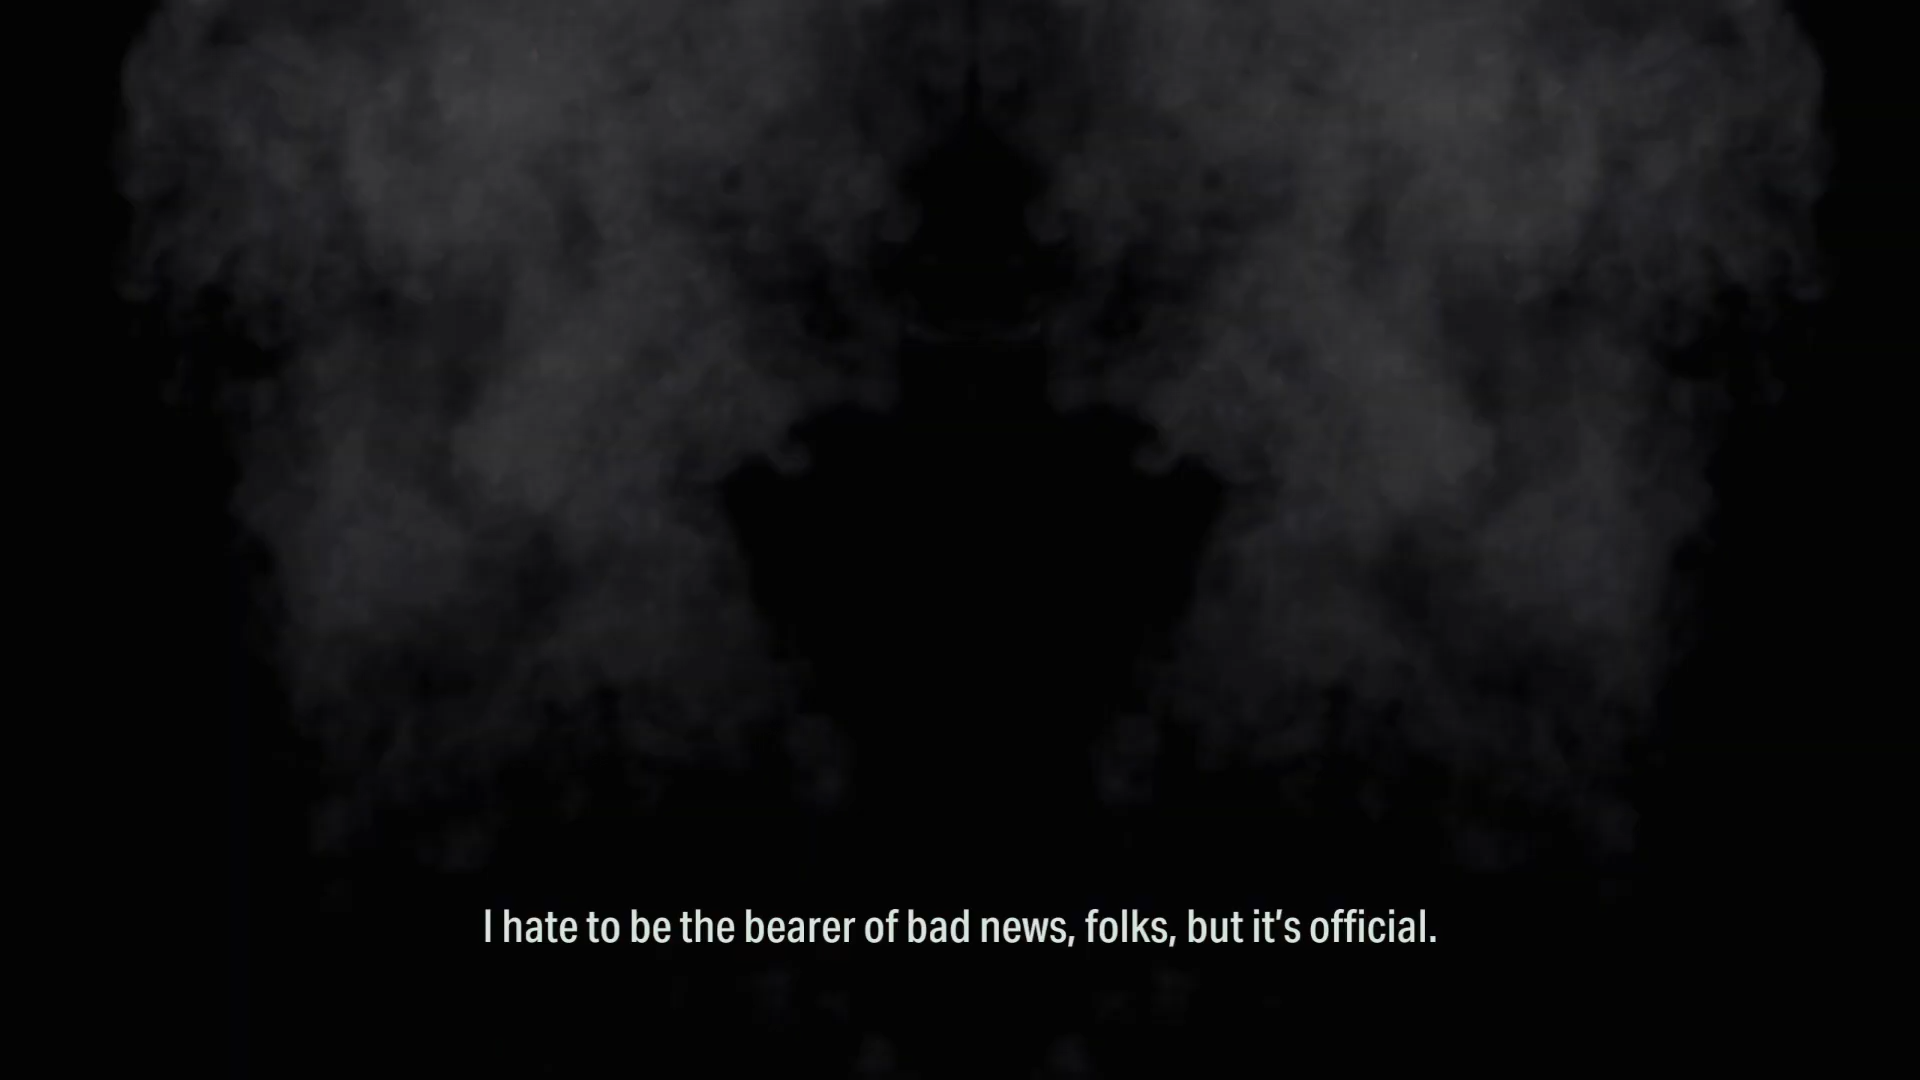 I hate to be the bearer of bad news, folks, but it’s official.